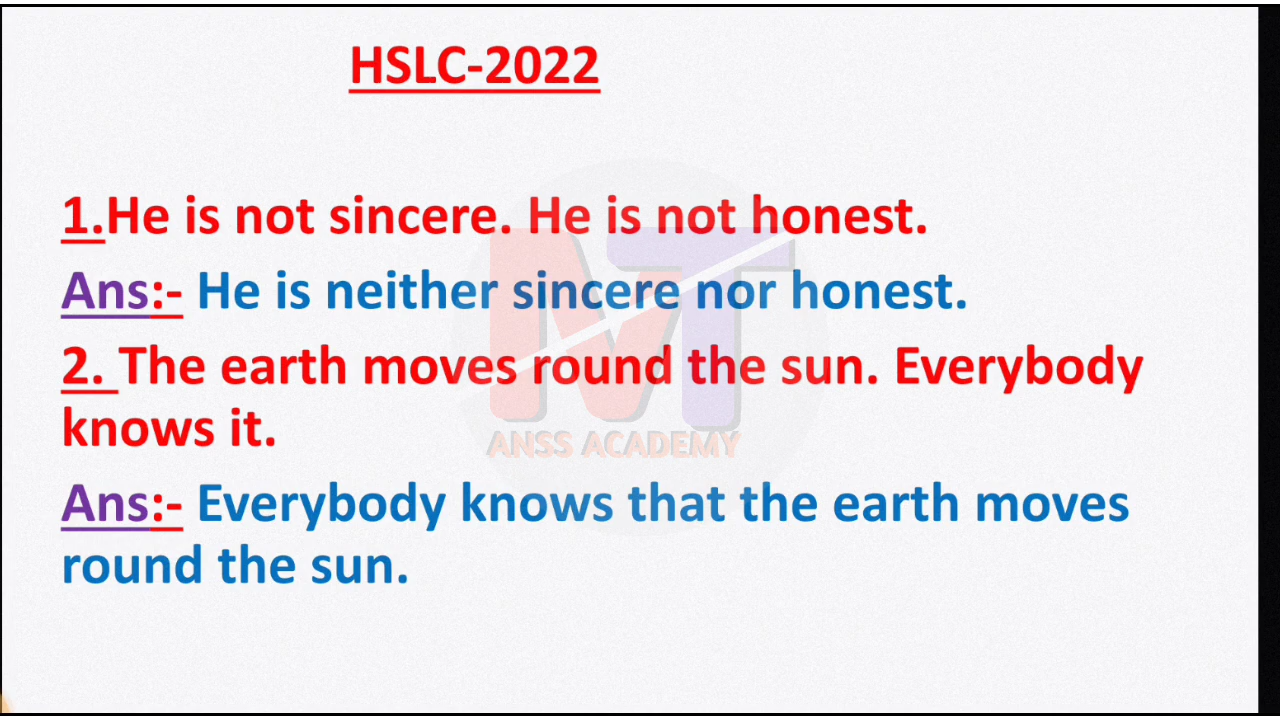 HSLC-2022
1.He is not sincere. He is not honest.
Ans:- He is neither sincere nor honest.
2. The earth moves round the sun. Everybody
knows it.
ANSS ACADEMY
Ans:- Everybody knows that the earth moves
round the sun.